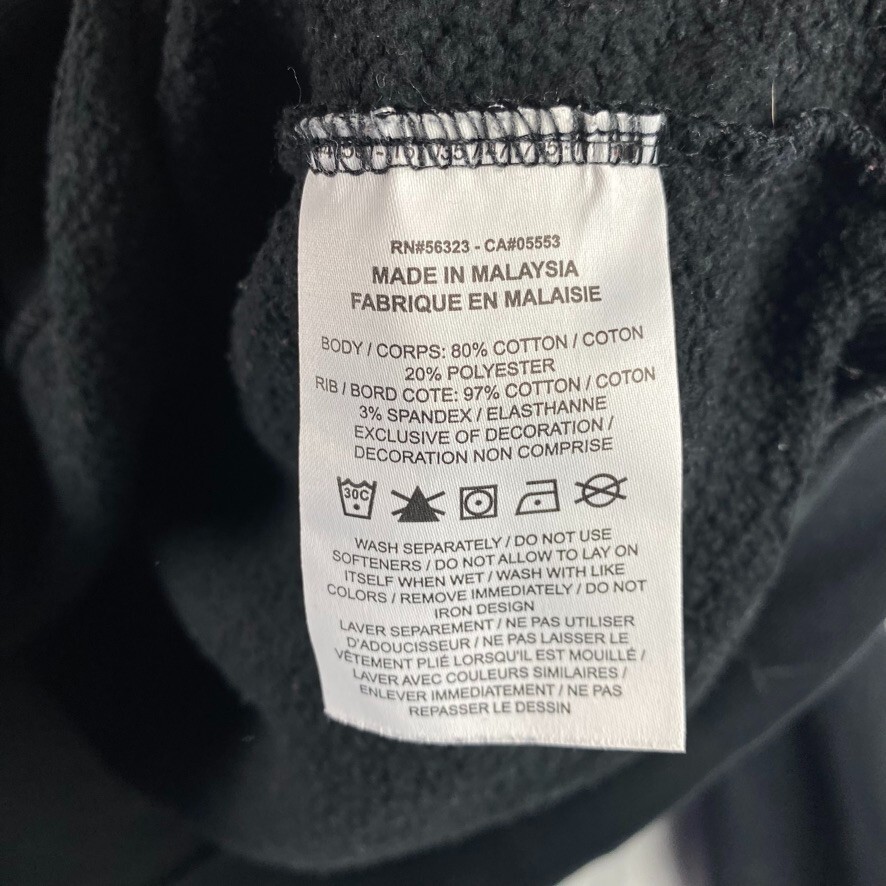 RN#56323 - CA#05553
MADE IN MALAYSIA
FABRIQUE EN MALAISIE
BODY / CORPS: 80% COTTON / COTON
20% POLYESTER
RIB / BORD COTE: 97% COTTON / COTON
3% SPANDEX / ELASTHANNE
EXCLUSIVE OF DECORATION /
DECORATION NON COMPRISE
30C
WASH SEPARATELY / DO NOT USE
SOFTENERS / DO NOT ALLOW TO LAY ON
ITSELF WHEN WET / WASH WITH LIKE
COLORS / REMOVE IMMEDIATELY / DO NOT
IRON DESIGN
LAVER SEPAREMENT / NE PAS UTILISER
D'ADOUCISSEUR / NE PAS LAISSER LE
VÊTEMENT PLIÉ LORSQU'IL EST MOUILLÉ /
LAVER AVEC COULEURS SIMILAIRES /
ENLEVER IMMEDIATEMENT / NE PAS
REPASSER LE DESSIN